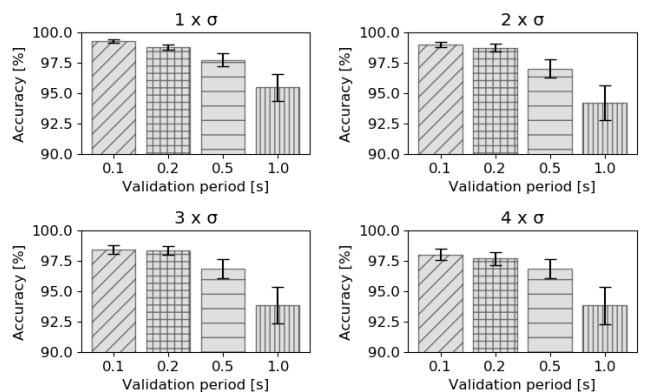 1 x σ
100.0
97.5
95.0
92.5
90.0
Accuracy [%]
0.1 0.2 0.5 1.0
Validation period [s]
2 x σ
100.0
97.5
95.0
92.5
90.0
Accuracy [%]
0.1 0.2 0.5 1.0
Validation period [s]
3 x σ
100.0
97.5
95.0
92.5
90.0
Accuracy [%]
0.1 0.2 0.5 1.0
Validation period [s]
4 x σ
100.0
97.5
95.0
92.5
90.0
Accuracy [%]
0.1 0.2 0.5 1.0
Validation period [s]